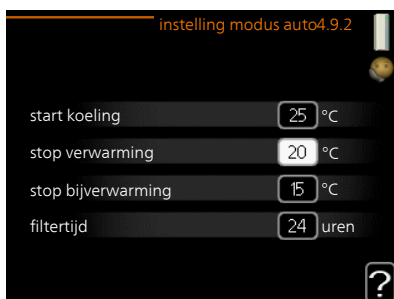 instelling modus auto4.9.2
start koeling 25 °C
stop verwarming 20 °C
stop bijverwarming 15 °C
filtertijd 24 uren
?